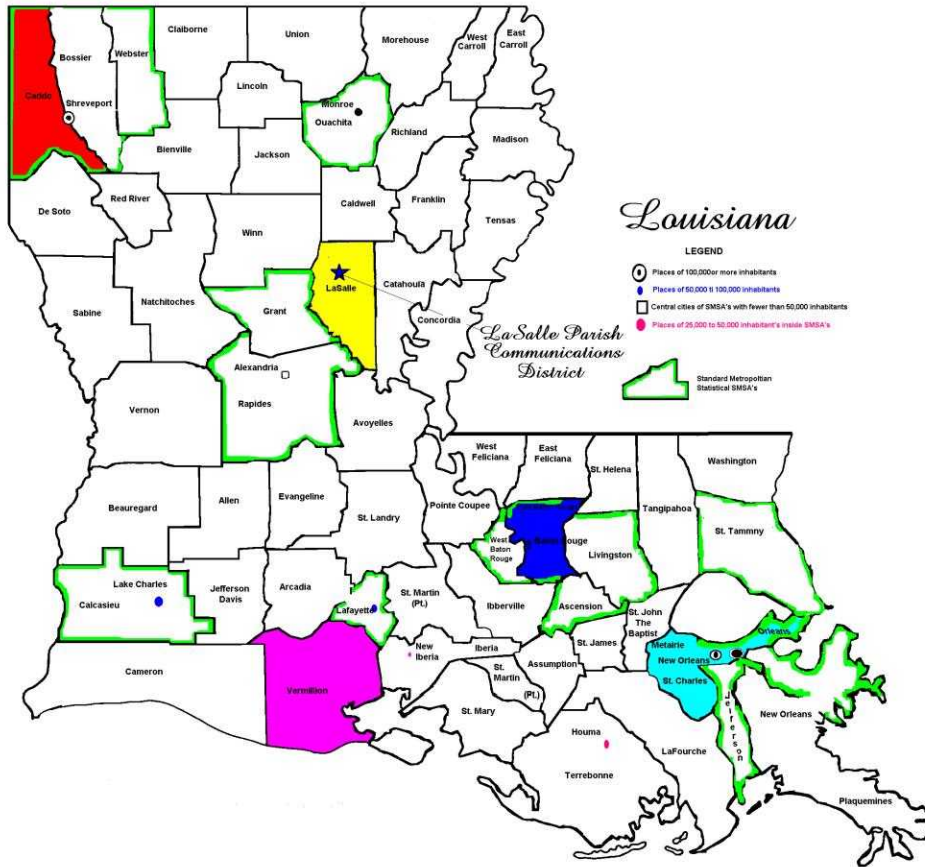 Claiborne
Union
Morehouse
West
Carroll
East
Carroll
Bossier
Webster
Lincoln
Caddo
Shreveport
Monroe
Ouachita
Richland
Madison
Bienville
Jackson
De Soto
Red River
Caldwell
Franklin
Tensas
Winn
Louisiana
LEGEND
Places of 100,000or more inhabitants
Places of 50,000 ti 100,000 inhabitants
Central cities of SMSA's with fewer than 50,000 inhabitants
Places of 25,000 to 50,000 inhabitant's inside SMSA's
Standard Metropoltian
Statistical SMSA's
LaSalle Parish
Communications
District
Sabine
Natchitoches
Grant
LaSalle
Catahoula
Concordia
Alexandria
Rapides
Vernon
Avoyelles
West
Feliciana
East
Feliciana
St. Helena
Washington
Beauregard
Allen
Evangeline
St. Landry
Pointe Coupee
West
Baton
Rouge
Baton Rouge
Livingston
Tangipahoa
St. Tammny
Lake Charles
Calcasieu
Jefferson
Davis
Arcadia
Lafayette
St. Martin
(Pt.)
Ibberville
Ascension
St. John
The
Baptist
St. James
Metairie
Orleans
New Orleans
St. Charles
Cameron
Vermillion
New
Iberia
Iberia
St.
Martin
(Pt.)
Assumption
St. Mary
Jefferson
New Orleans
Houma
Terrebonne
LaFourche
Plaquemines